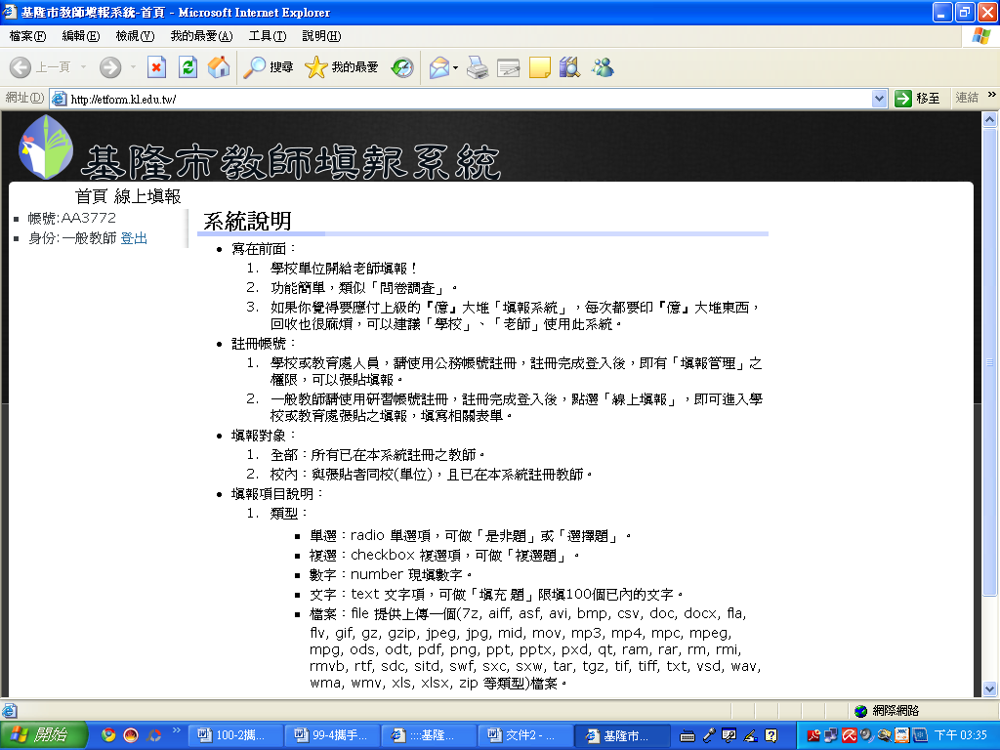 基隆市教師填報系統-首頁 - Microsoft Internet Explorer
檔案(F) 編輯(E) 檢視(V) 我的最愛(A) 工具(T) 說明(H)
上一頁 搜尋 我的最愛
網址(D) http://etform.kl.edu.tw/ 移至 連結 »
基隆市教師填報系統
首頁 線上填報
帳號:AA3772
身份:一般教師 登出
系統說明
• 寫在前面：
1. 學校單位開給老師填報！
2. 功能簡單，類似「問卷調查」。
3. 如果你覺得要應付上級的『億』大堆「填報系統」，每次都要印『億』大堆東西，
回收也很麻煩，可以建議「學校」、「老師」使用此系統。
• 註冊帳號：
1. 學校或教育處人員，請使用公務帳號註冊，註冊完成登入後，即有「填報管理」之
權限，可以張貼填報。
2. 一般教師請使用研習帳號註冊，註冊完成登入後，點選「線上填報」，即可進入學
校或教育處張貼之填報，填寫相關表單。
• 填報對象：
1. 全部：所有已在本系統註冊之教師。
2. 校內：與張貼者同校(單位)，且已在本系統註冊教師。
• 填報項目說明：
1. 類型：
▪ 單選：radio 單選項，可做「是非題」或「選擇題」。
▪ 複選：checkbox 複選項，可做「複選題」。
▪ 數字：number 現填數字。
▪ 文字：text 文字項，可做「填充 題」限填100個已內的文字。
▪ 檔案：file 提供上傳一個(7z, aiff, asf, avi, bmp, csv, doc, docx, fla,
flv, gif, gz, gzip, jpeg, jpg, mid, mov, mp3, mp4, mpc, mpeg,
mpg, ods, odt, pdf, png, ppt, pptx, pxd, qt, ram, rar, rm, rmi,
rmvb, rtf, sdc, sitd, swf, sxc, sxw, tar, tgz, tif, tiff, txt, vsd, wav,
wma, wmv, xls, xlsx, zip 等類型)檔案。
網際網路
開始 » 100-2攜... 99-4攜手... ::::基隆... 文件2 - ... 基隆市... 下午 03:35